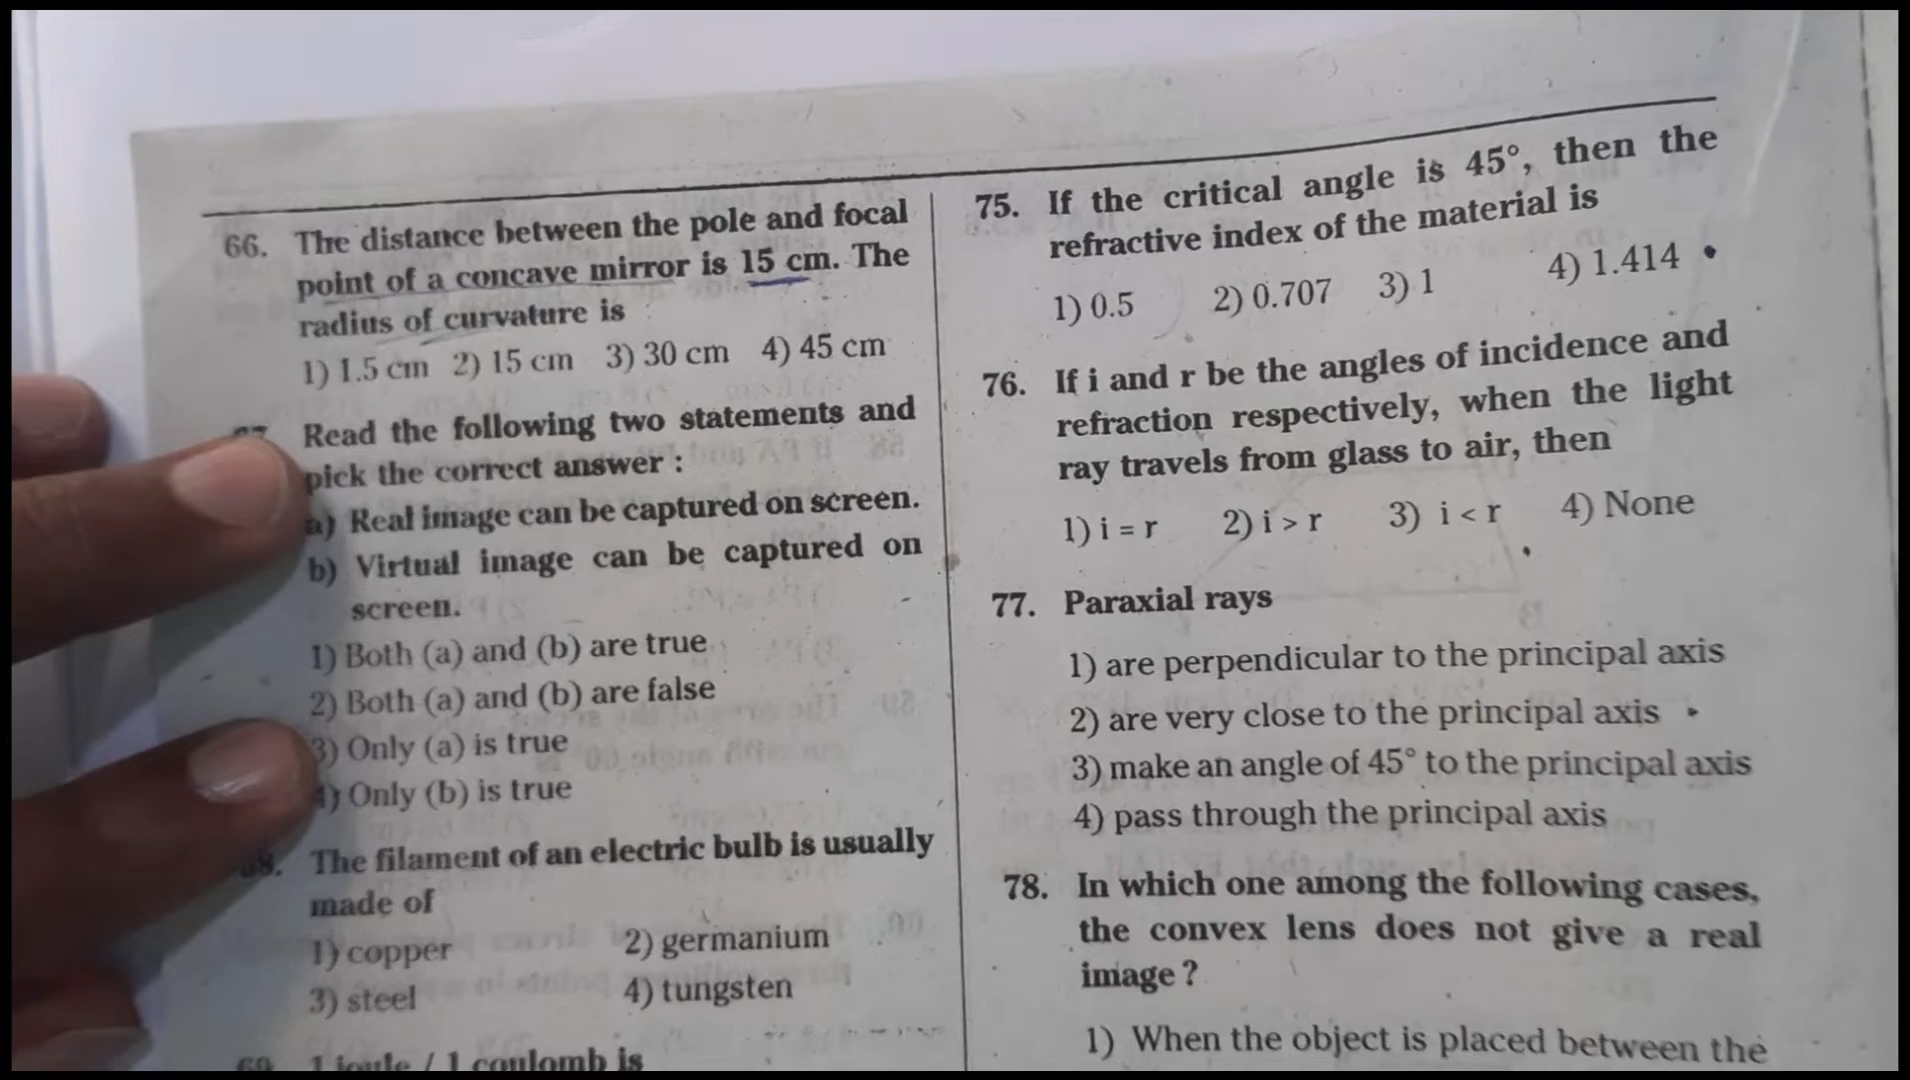 66. The distance between the pole and focal
point of a concave mirror is 15 cm. The
radius of curvature is
1) 1.5 cm 2) 15 cm 3) 30 cm 4) 45 cm
Read the following two statements and
pick the correct answer :
a) Real image can be captured on screen.
b) Virtual image can be captured on
screen.
1) Both (a) and (b) are true
2) Both (a) and (b) are false
3) Only (a) is true
) Only (b) is true
8. The filament of an electric bulb is usually
made of
1) copper 2) germanium
3) steel 4) tungsten
69. 1 joule / 1 coulomb is
75. If the critical angle is 45°, then the
refractive index of the material is
1) 0.5 2) 0.707 3) 1 4) 1.414
76. If i and r be the angles of incidence and
refraction respectively, when the light
ray travels from glass to air, then
1) i = r 2) i > r 3) i < r 4) None
77. Paraxial rays
1) are perpendicular to the principal axis
2) are very close to the principal axis
3) make an angle of 45° to the principal axis
4) pass through the principal axis
78. In which one among the following cases,
the convex lens does not give a real
image ?
1) When the object is placed between the